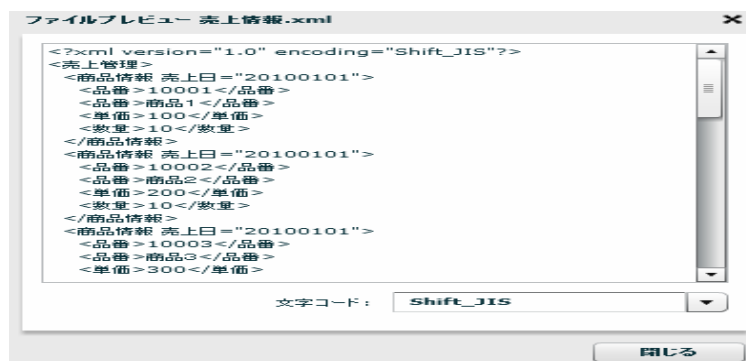 ファイルプレビュー 売上情報.xml
<?xml version="1.0" encoding="Shift_JIS"?>
<売上管理>
<商品情報 売上日="20100101">
<品番>10001</品番>
<品番>商品1</品番>
<単価>100</単価>
<数量>10</数量>
</商品情報>
<商品情報 売上日="20100101">
<品番>10002</品番>
<品番>商品2</品番>
<単価>200</単価>
<数量>10</数量>
</商品情報>
<商品情報 売上日="20100101">
<品番>10003</品番>
<品番>商品3</品番>
<単価>300</単価>
文字コード: Shift_JIS
閉じる